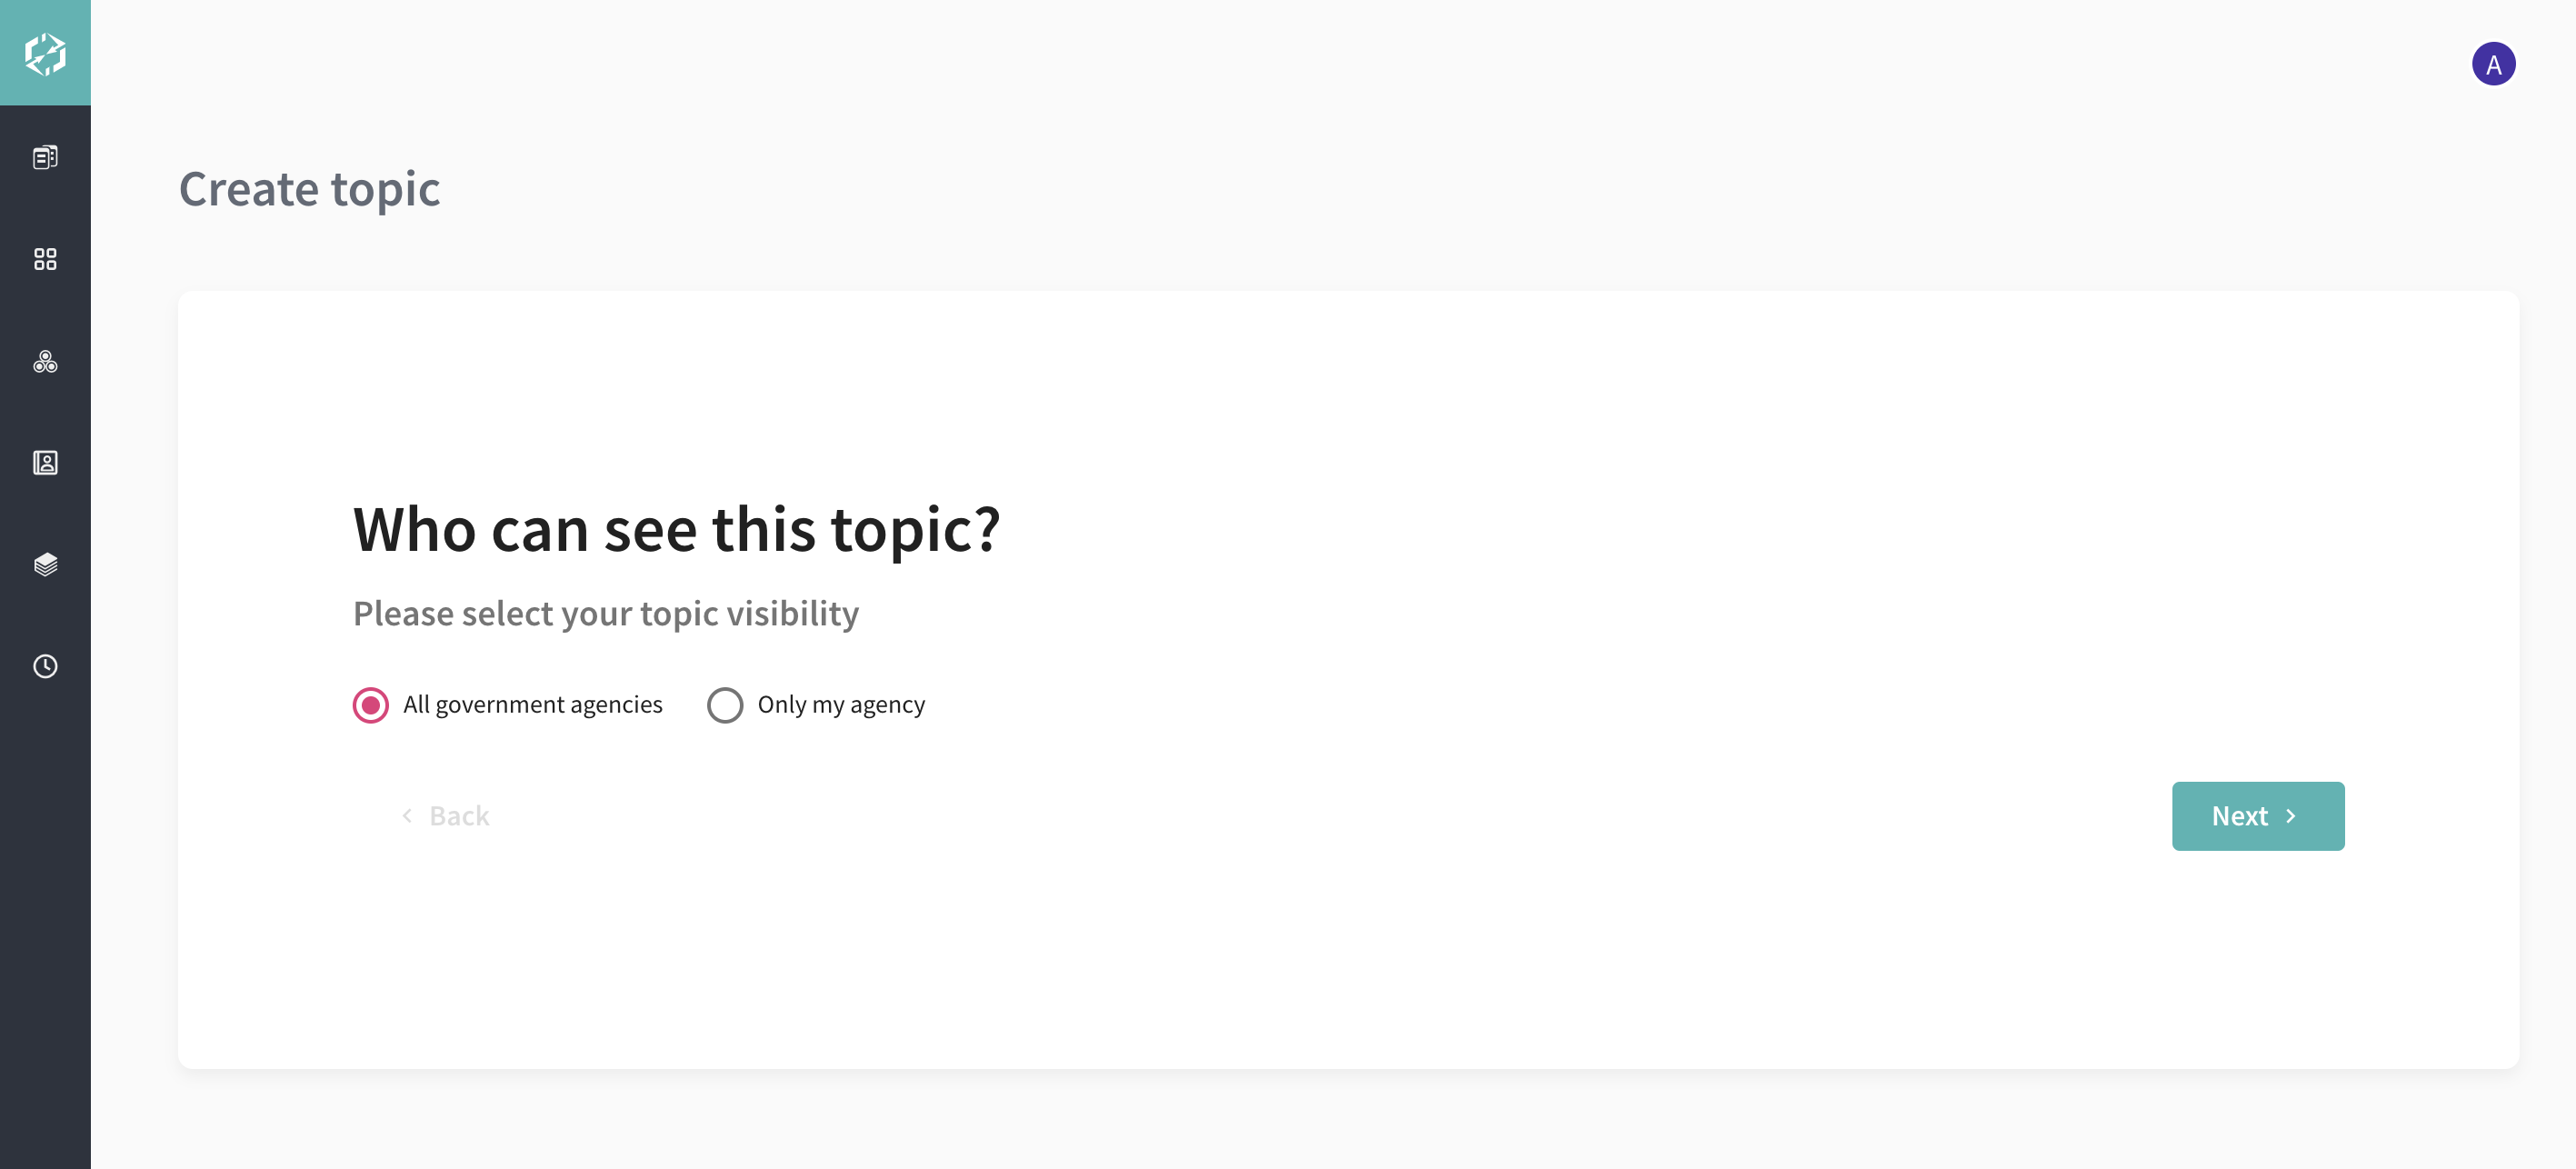 A
Create topic
Who can see this topic?
Please select your topic visibility
All government agencies
Only my agency
Back
Next